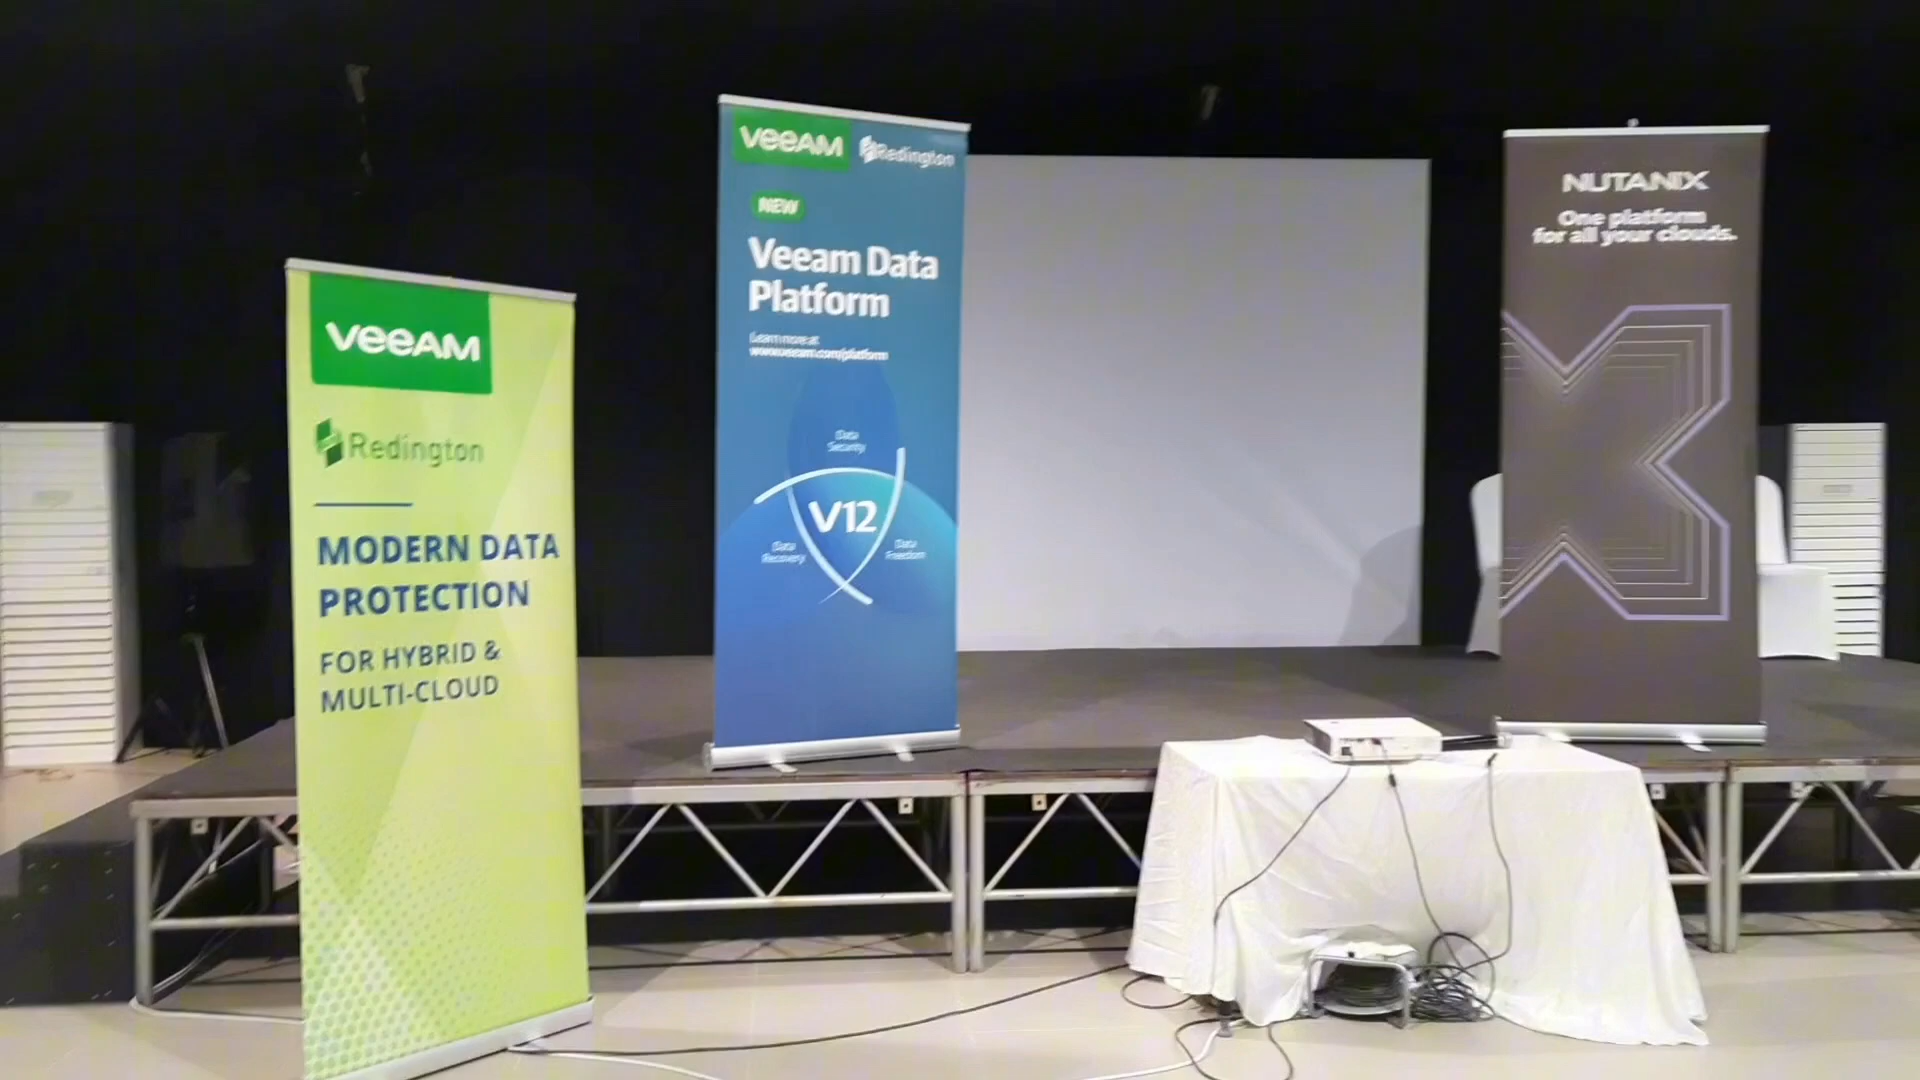 veeAM
Redington
MODERN DATA
PROTECTION
FOR HYBRID &
MULTI-CLOUD
veeAM Redington
NEW
Veeam Data
Platform
Learn more at
www.veeam.com/platform
Data
Security
V12
Data
Recovery
Data
Freedom
NUTANIX
One platform
for all your clouds.